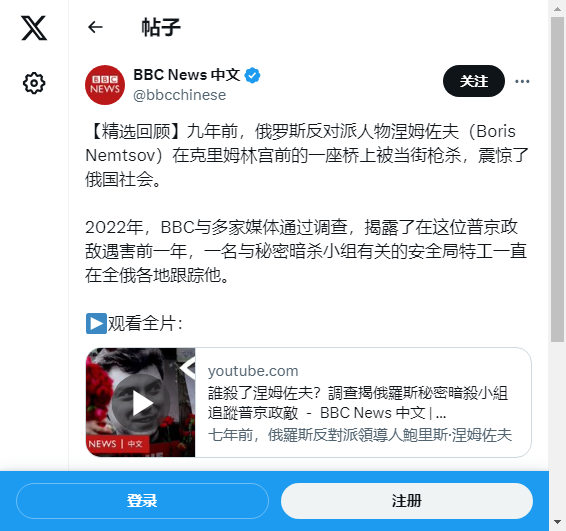 帖子
BBC News 中文
@bbcchinese
关注
【精选回顾】九年前，俄罗斯反对派人物涅姆佐夫（Boris
Nemtsov）在克里姆林宫前的一座桥上被当街枪杀，震惊了
俄国社会。
2022年，BBC与多家媒体通过调查，揭露了在这位普京政
敌遇害前一年，一名与秘密暗杀小组有关的安全局特工一直
在全俄各地跟踪他。
▶️观看全片：
BBC
NEWS
中文
youtube.com
誰殺了涅姆佐夫？調查揭俄羅斯秘密暗殺小組
追蹤普京政敵 － BBC News 中文 | ...
七年前，俄羅斯反對派領導人鮑里斯·涅姆佐夫
NEWS | 中文
登录
注册